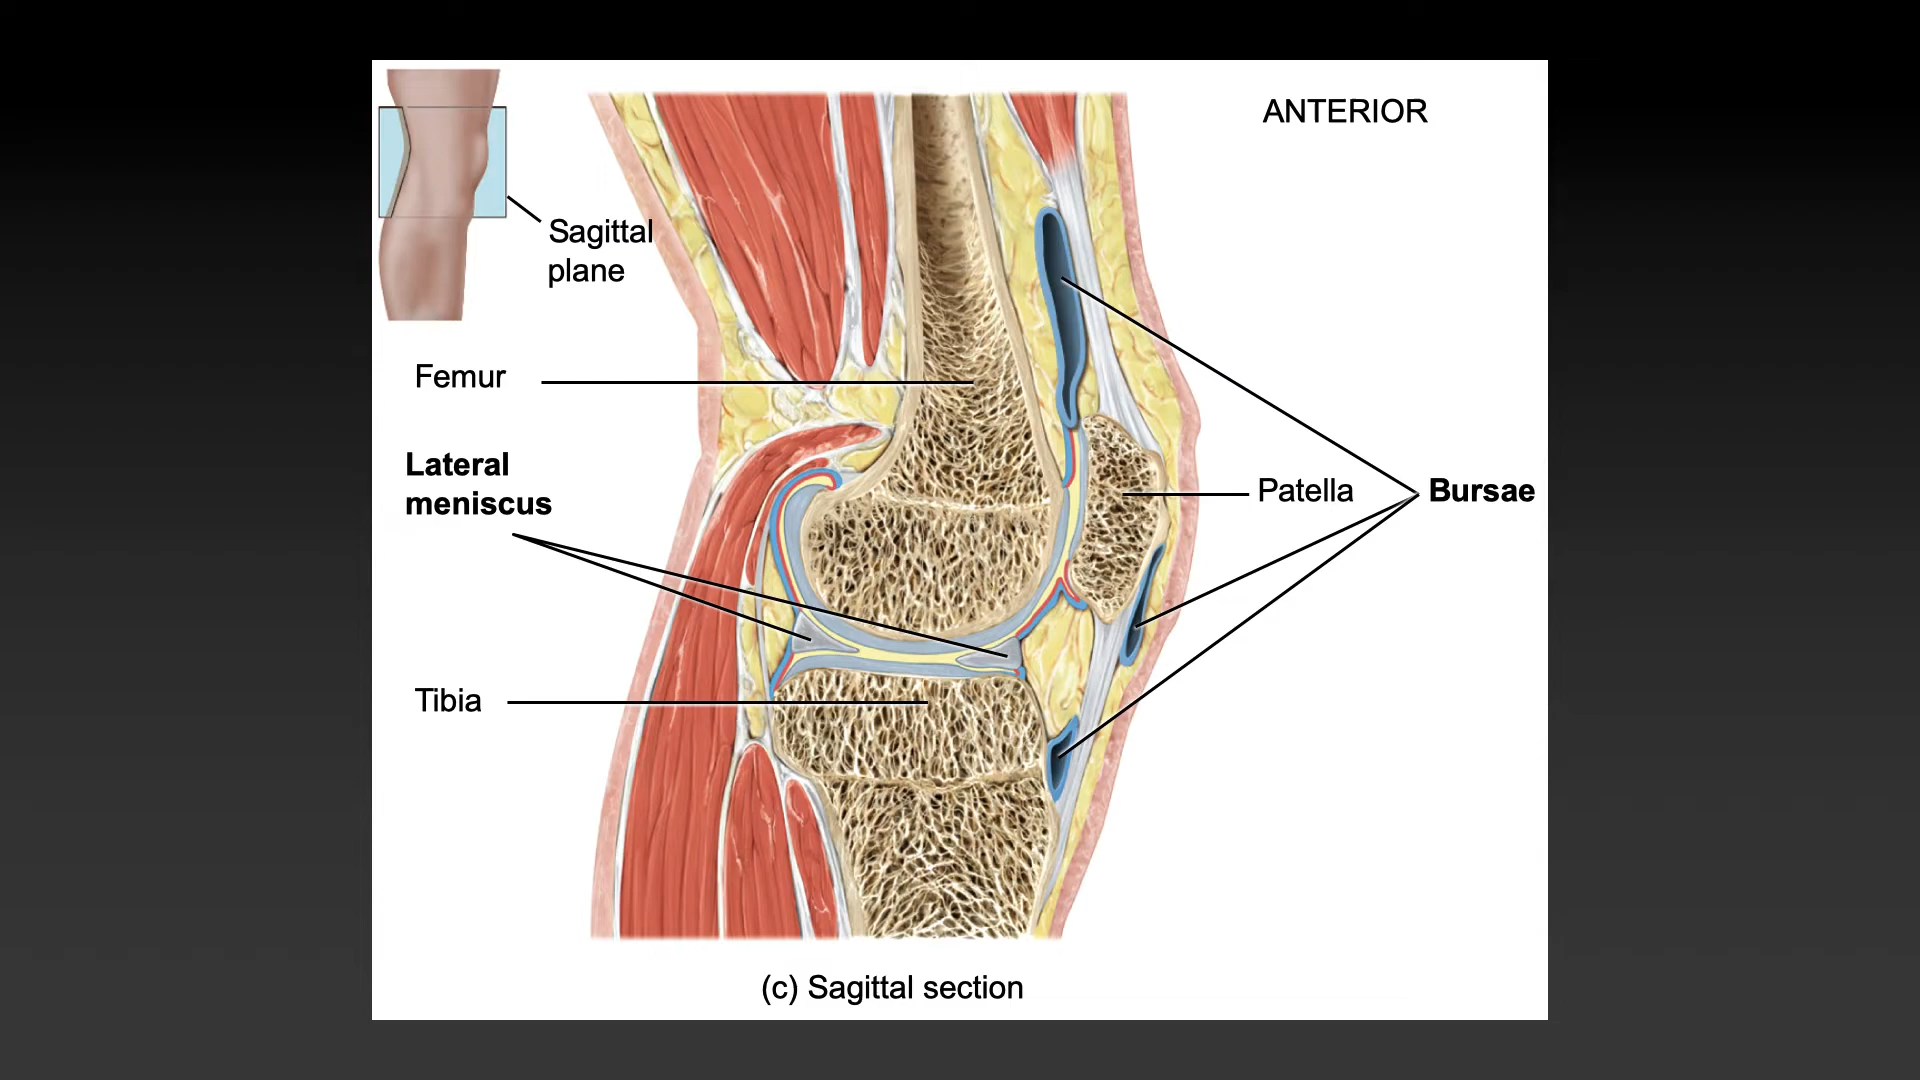 ANTERIOR
Sagittal
plane
Femur
Lateral
meniscus
Patella
Bursae
Tibia
(c) Sagittal section